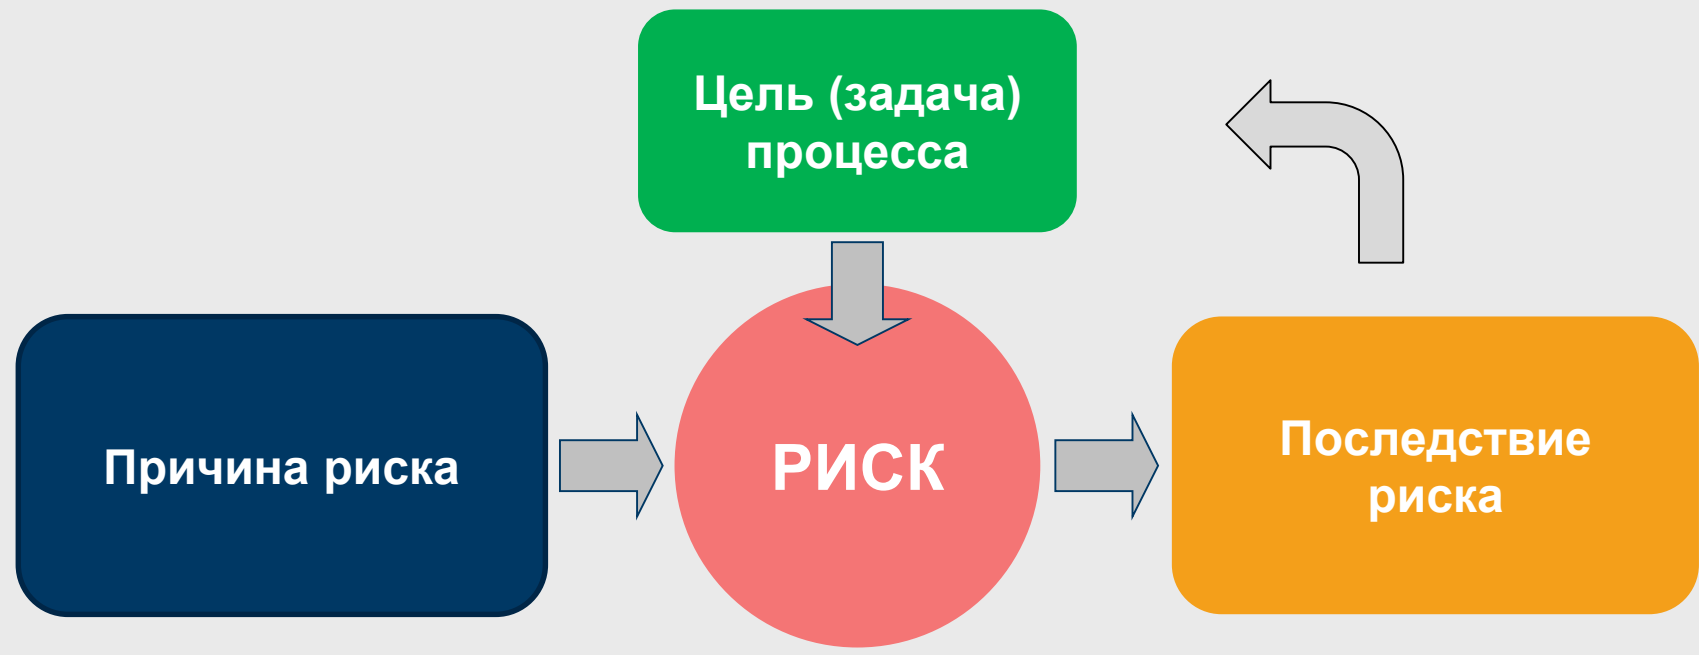 Цель (задача)
процесса
Причина риска
РИСК
Последствие
риска